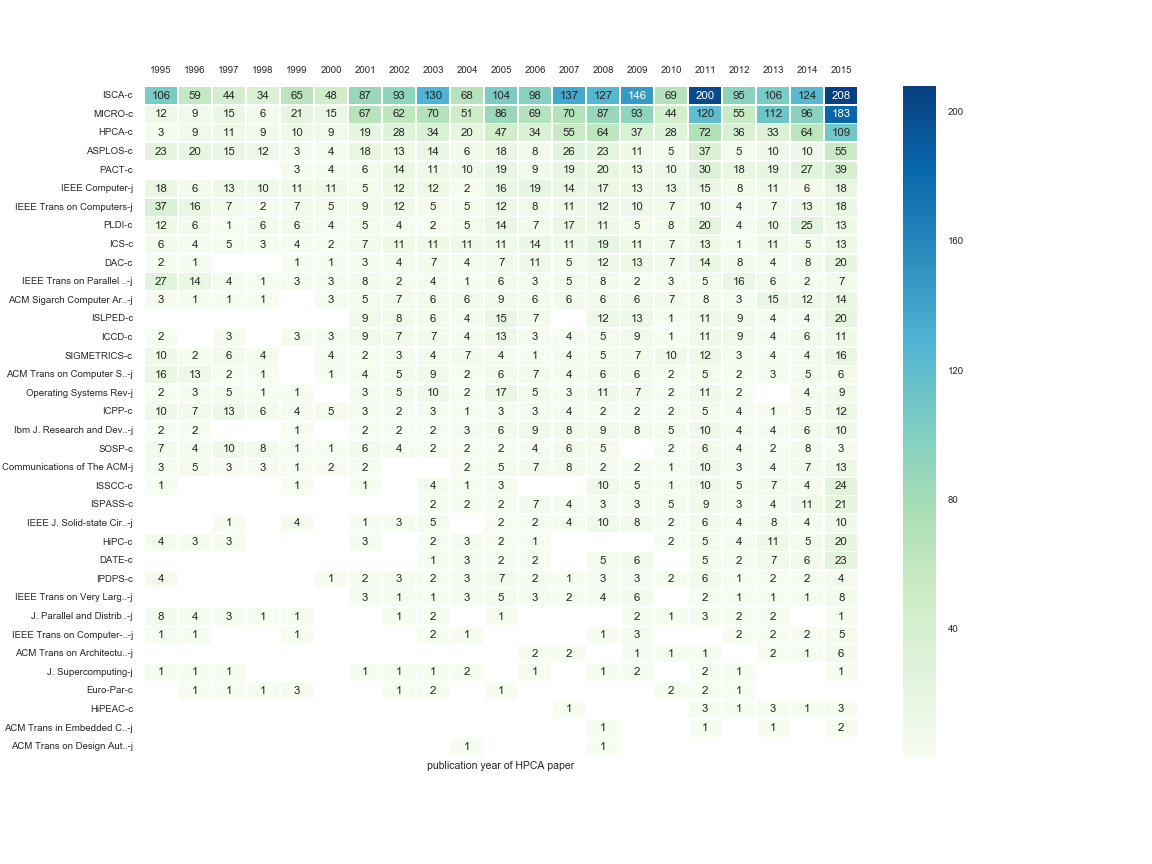 1995 1996 1997 1998 1999 2000 2001 2002 2003 2004 2005 2006 2007 2008 2009 2010 2011 2012 2013 2014 2015
ISCA-c 106 59 44 34 65 48 87 93 130 68 104 98 137 127 146 69 200 95 106 124 208
MICRO-c 12 9 15 6 21 15 67 62 70 51 86 69 70 87 93 44 120 55 112 96 183
HPCA-c 3 9 11 9 10 9 19 28 34 20 47 34 55 64 37 28 72 36 33 64 109
ASPLOS-c 23 20 15 12 3 4 18 13 14 6 18 8 26 23 11 5 37 5 10 10 55
PACT-c 3 4 6 14 11 10 19 9 19 20 13 10 30 18 19 27 39
IEEE Computer-j 18 6 13 10 11 11 5 12 12 2 16 19 14 17 13 13 15 8 11 6 18
IEEE Trans on Computers-j 37 16 7 2 7 5 9 12 5 5 12 8 11 12 10 7 10 4 7 13 18
PLDI-c 12 6 1 6 6 4 5 4 2 5 14 7 17 11 5 8 20 4 10 25 13
ICS-c 6 4 5 3 4 2 7 11 11 11 11 14 11 19 11 7 13 1 11 5 13
DAC-c 2 1 1 1 3 4 7 4 7 11 5 12 13 7 14 8 4 8 20
IEEE Trans on Parallel ..-j 27 14 4 1 3 3 8 2 4 1 6 3 5 8 2 3 5 16 6 2 7
ACM Sigarch Computer Ar..-j 3 1 1 1 3 5 7 6 6 9 6 6 6 6 7 8 3 15 12 14
ISLPED-c 9 8 6 4 15 7 12 13 1 11 9 4 4 20
ICCD-c 2 3 3 3 9 7 7 4 13 3 4 5 9 1 11 9 4 6 11
SIGMETRICS-c 10 2 6 4 4 2 3 4 7 4 1 4 5 7 10 12 3 4 4 16
ACM Trans on Computer S..-j 16 13 2 1 1 4 5 9 2 6 7 4 6 6 2 5 2 3 5 6
Operating Systems Rev-j 2 3 5 1 1 3 5 10 2 17 5 3 11 7 2 11 2 4 9
ICPP-c 10 7 13 6 4 5 3 2 3 1 3 3 4 2 2 2 5 4 1 5 12
Ibm J. Research and Dev..-j 2 2 1 2 2 2 3 6 9 8 9 8 5 10 4 4 6 10
SOSP-c 7 4 10 8 1 1 6 4 2 2 2 4 6 5 2 6 4 2 8 3
Communications of The ACM-j 3 5 3 3 1 2 2 2 5 7 8 2 2 1 10 3 4 7 13
ISSCC-c 1 1 1 4 1 3 10 5 1 10 5 7 4 24
ISPASS-c 2 2 2 7 4 3 3 5 9 3 4 11 21
IEEE J. Solid-state Cir..-j 1 4 1 3 5 2 2 4 10 8 2 6 4 8 4 10
HiPC-c 4 3 3 3 2 3 2 1 2 5 4 11 5 20
DATE-c 1 3 2 2 5 6 5 2 7 6 23
IPDPS-c 4 1 2 3 2 3 7 2 1 3 3 2 6 1 2 2 4
IEEE Trans on Very Larg..-j 3 1 1 3 5 3 2 4 6 2 1 1 1 8
J. Parallel and Distrib..-j 8 4 3 1 1 1 2 1 2 1 3 2 2 1
IEEE Trans on Computer-..-j 1 1 1 2 1 1 3 2 2 2 5
ACM Trans on Architectu..-j 2 2 1 1 1 2 1 6
J. Supercomputing-j 1 1 1 1 1 1 2 1 1 2 2 1 1
Euro-Par-c 1 1 1 3 1 2 1 2 2 1
HiPEAC-c 1 3 1 3 1 3
ACM Trans in Embedded C..-j 1 1 1 2
ACM Trans on Design Aut..-j 1 1
publication year of HPCA paper
200
160
120
80
40